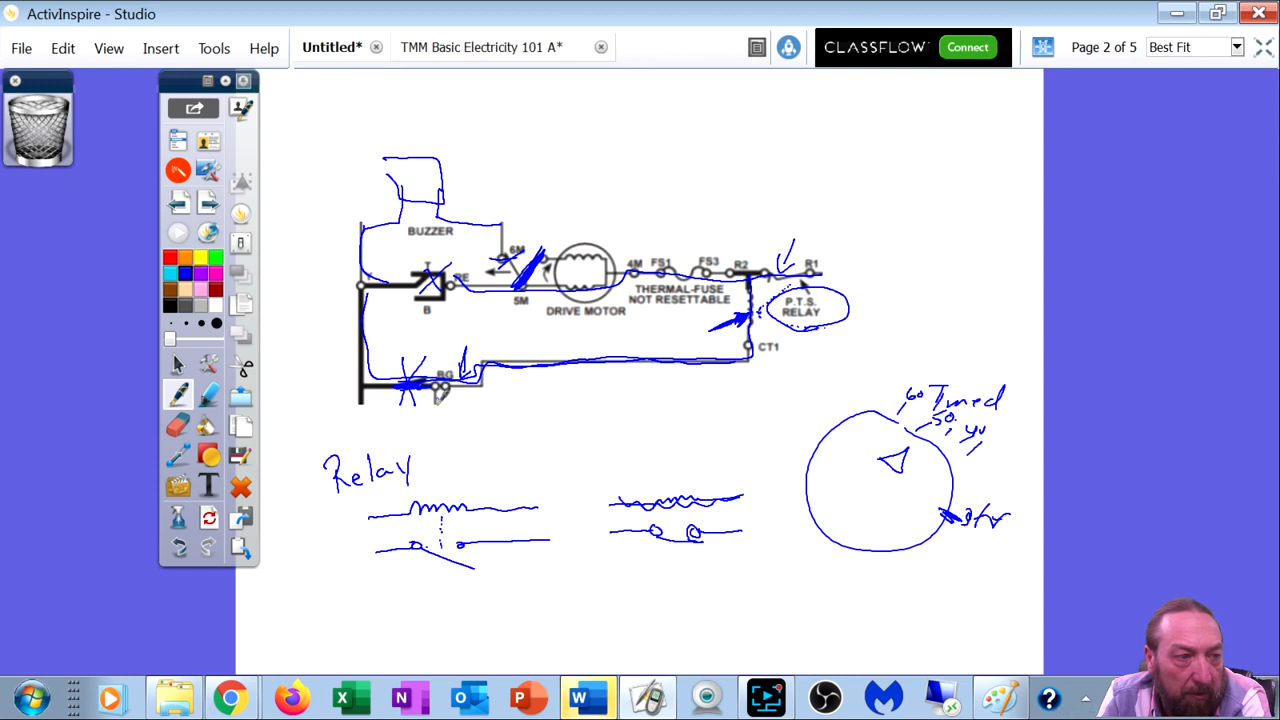 ActivInspire - Studio
File Edit View Insert Tools Help Untitled* TMM Basic Electricity 101 A* CLASSFLOW Connect Page 2 of 5 Best Fit
BUZZER
6M
T RE
5M
B
DRIVE MOTOR
4M FS1 FS3 R2 R1
THERMAL-FUSE
NOT RESETTABLE
P.T.S.
RELAY
CT1
BG
60 Timed
50
40
Relay